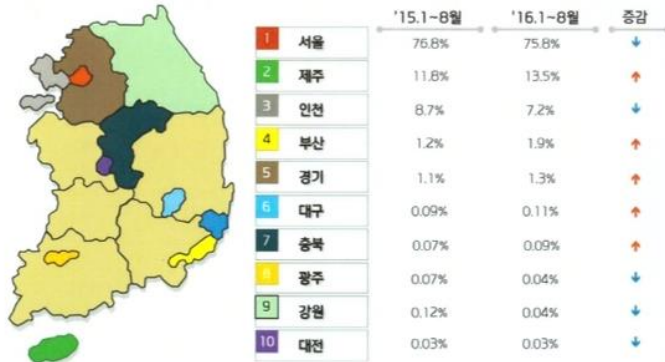 '15.1~8월 '16.1~8월 증감
1 서울 76.8% 75.8% ↓
2 제주 11.8% 13.5% ↑
3 인천 8.7% 7.2% ↓
4 부산 1.2% 1.9% ↑
5 경기 1.1% 1.3% ↑
6 대구 0.09% 0.11% ↑
7 충북 0.07% 0.09% ↑
8 광주 0.07% 0.04% ↓
9 강원 0.12% 0.04% ↓
10 대전 0.03% 0.03% ↓